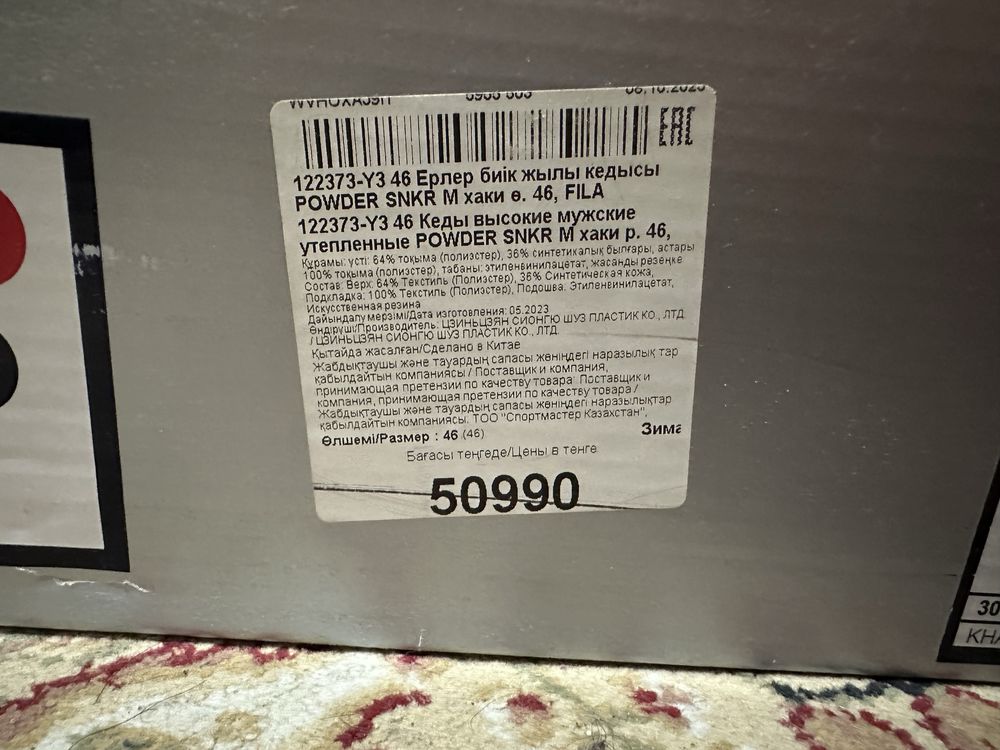 122373-Y3 46 Ерлер биік жылы кедысы
POWDER SNKR M хаки ө. 46, FILA
122373-Y3 46 Кеды высокие мужские
утепленные POWDER SNKR M хаки р. 46,
Құрамы: үсті: 64% тоқыма (полиэстер), 36% синтетикалық былғары, астары
100% тоқыма (полиэстер), табаны: этиленвинилацетат, жасанды резеңке
Состав: Верх: 64% Текстиль (Полиэстер), 36% Синтетическая кожа,
Подкладка: 100% Текстиль (Полиэстер), Подошва: Этиленвинилацетат,
Искусственная резина
Дайындалу мерзімі/Дата изготовления: 05.2023
Өндіруші/Производитель: ЦЗИНЬЦЗЯН СИОНГЮ ШУЗ ПЛАСТИК КО., ЛТД
/ ЦЗИНЬЦЗЯН СИОНГЮ ШУЗ ПЛАСТИК КО., ЛТД.
Қытайда жасалған/Сделано в Китае
Жабдықтаушы және тауардың сапасы жөніндегі наразылық тар
қабылдайтын компаниясы / Поставщик и компания,
принимающая претензии по качеству товара: Поставщик и
компания, принимающая претензии по качеству товара /
Жабдықтаушы және тауардың сапасы жөніндегі наразылықтар
қабылдайтын компаниясы. ТОО "Спортмастер Казахстан",
Өлшемі/Размер : 46 (46) Зима
Бағасы теңгеде/Цены в тенге
50990
30
KHA